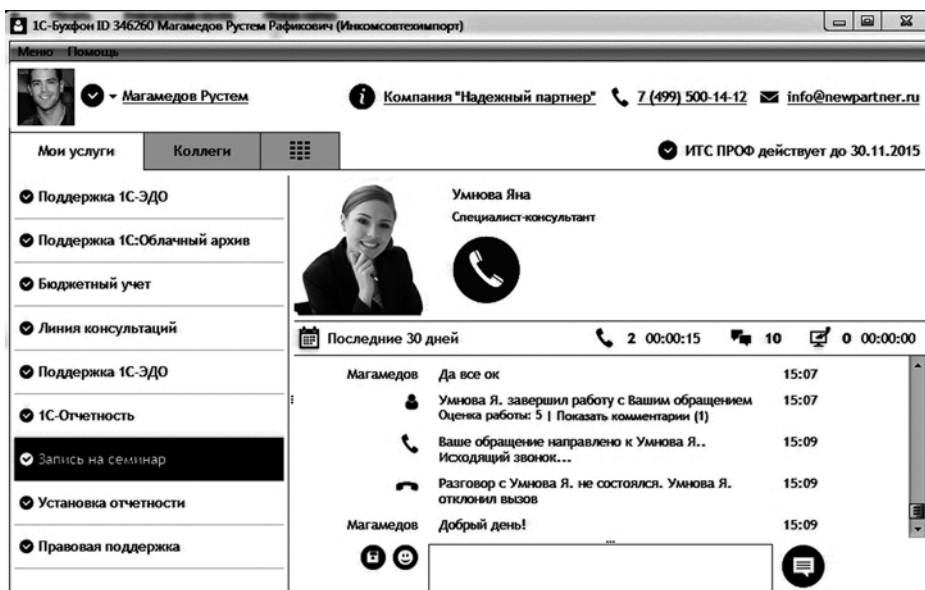 1С-Бухфон ID 346260 Магамедов Рустем Рафикович (Инкомсовтехимпорт)
Меню Помощь
Магамедов Рустем
Компания "Надежный партнер" 7 (499) 500-14-12 info@newpartner.ru
Мои услуги Коллеги
ИТС ПРОФ действует до 30.11.2015
Поддержка 1С-ЭДО
Поддержка 1С:Облачный архив
Бюджетный учет
Линия консультаций
Поддержка 1С-ЭДО
1С-Отчетность
Запись на семинар
Установка отчетности
Правовая поддержка
Умнова Яна
Специалист-консультант
Последние 30 дней 2 00:00:15 10 0 00:00:00
Магамедов Да все ок 15:07
Умнова Я. завершил работу с Вашим обращением 15:07
Оценка работы: 5 | Показать комментарии (1)
Ваше обращение направлено к Умнова Я.. 15:09
Исходящий звонок...
Разговор с Умнова Я. не состоялся. Умнова Я. 15:09
отклонил вызов
Магамедов Добрый день! 15:09